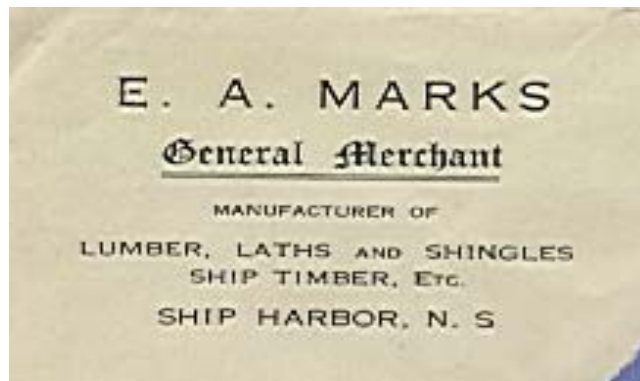 E. A. MARKS
General Merchant
MANUFACTURER OF
LUMBER, LATHS AND SHINGLES
SHIP TIMBER, ETC.
SHIP HARBOR, N. S